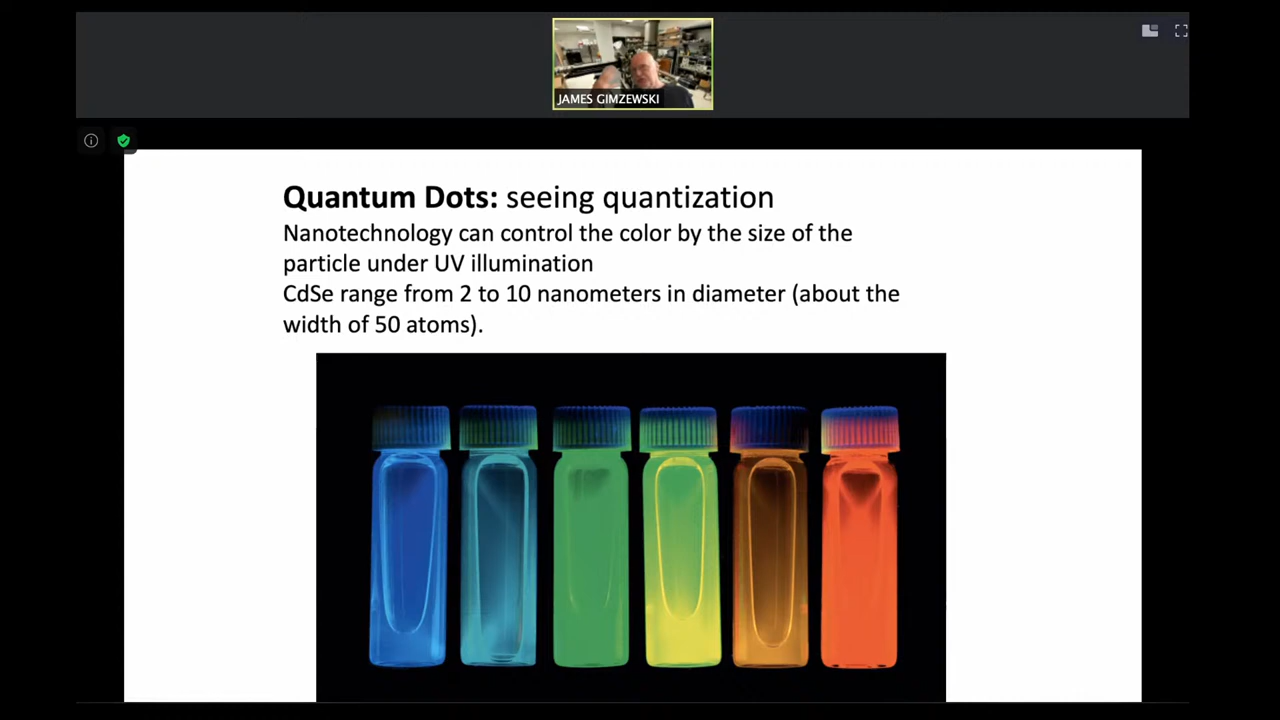 JAMES GIMZEWSKI
Quantum Dots: seeing quantization
Nanotechnology can control the color by the size of the
particle under UV illumination
CdSe range from 2 to 10 nanometers in diameter (about the
width of 50 atoms).